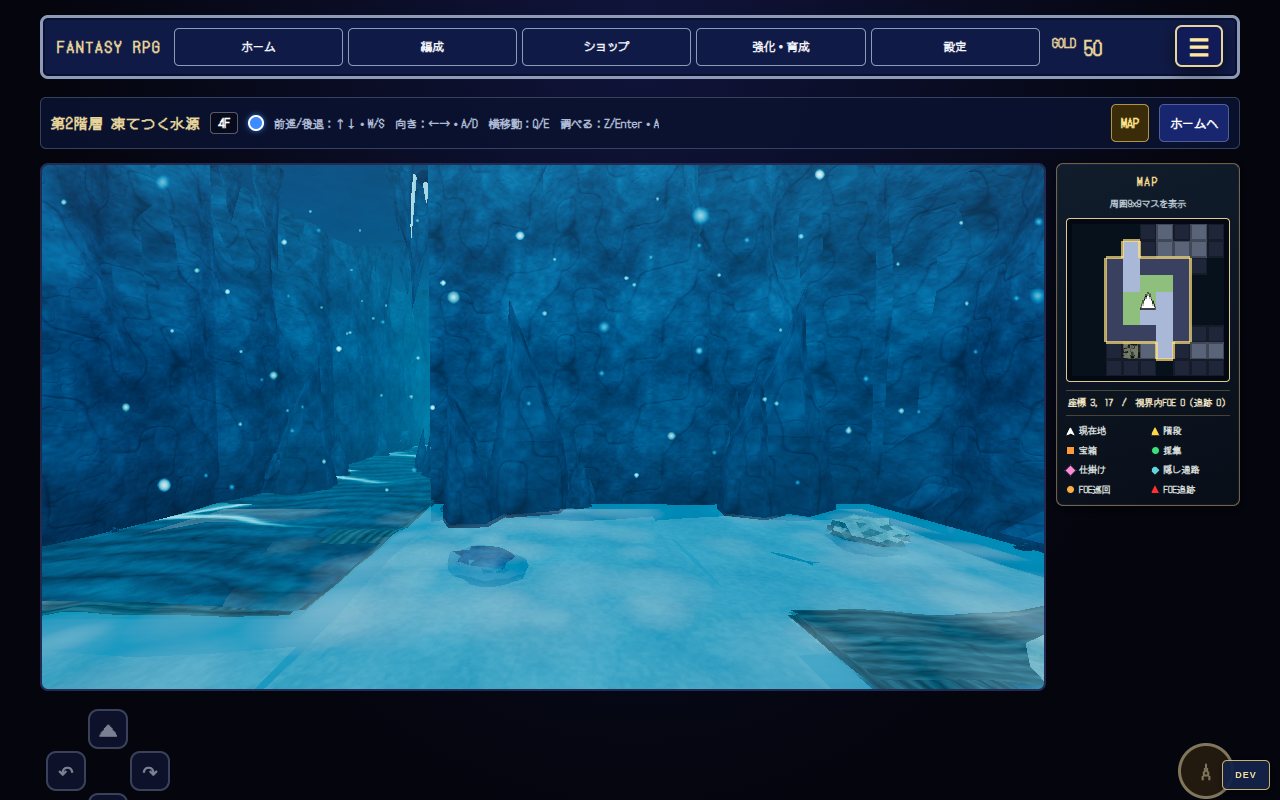 FANTASY RPG
ホーム
編成
ショップ
強化・育成
設定
GOLD 50
第2階層 凍てつく水源
4F
前進/後退：↑↓・W/S 向き：←→・A/D 横移動：Q/E 調べる：Z/Enter・A
MAP
ホームへ
MAP
周囲9x9マスを表示
座標 3, 17 / 視界内FOE 0 (追跡 0)
現在地
階段
宝箱
採集
仕掛け
隠し通路
FOE巡回
FOE追跡
A
DEV